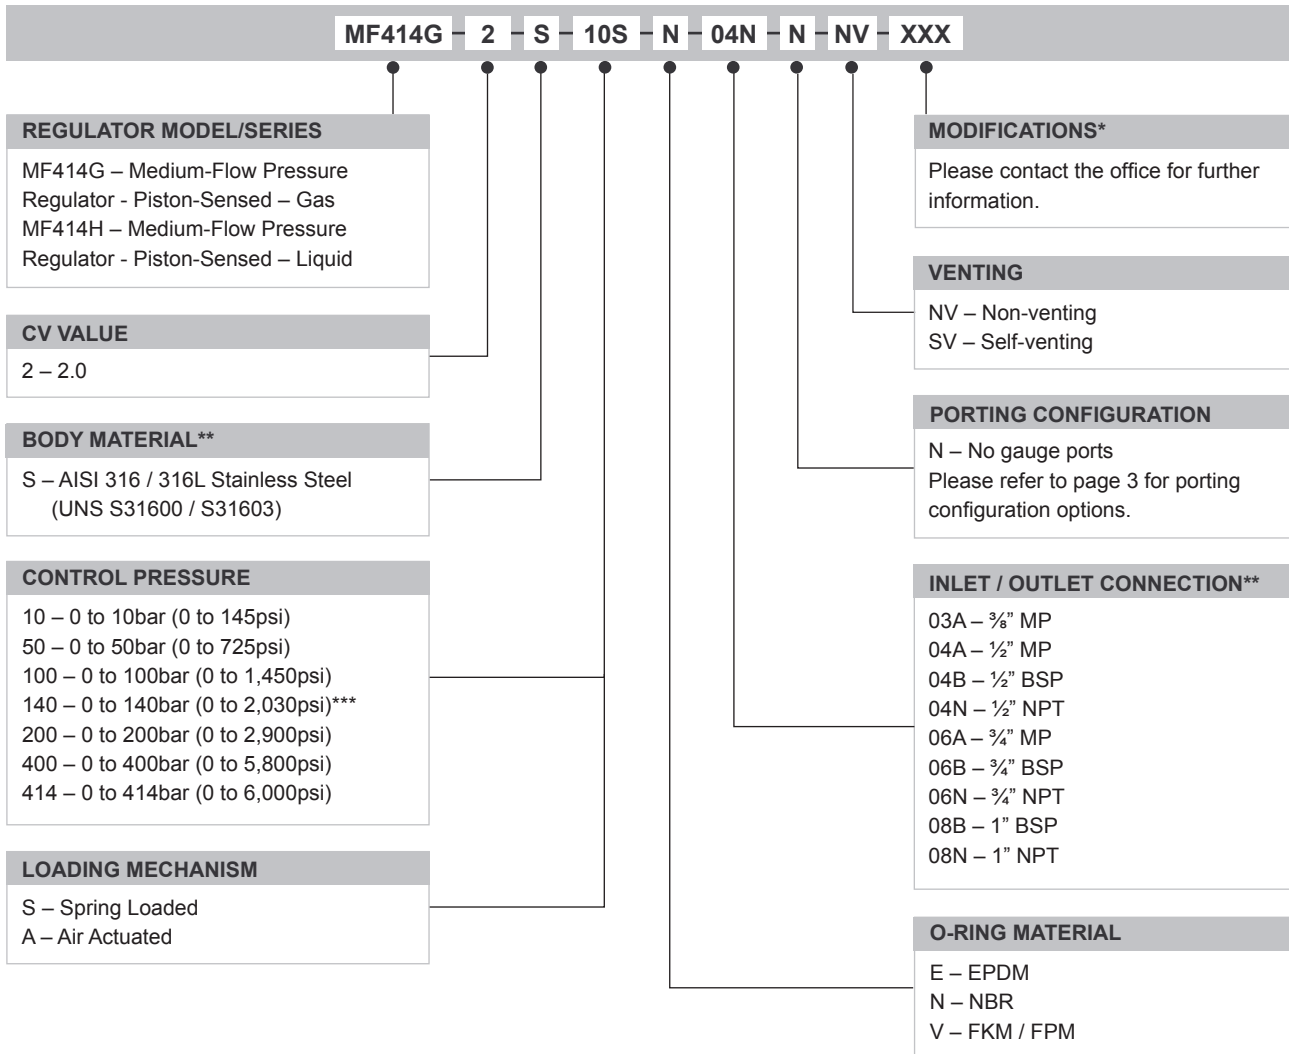 MF414G 2 S 10S N 04N N NV XXX
REGULATOR MODEL/SERIES
MF414G – Medium-Flow Pressure
Regulator - Piston-Sensed – Gas
MF414H – Medium-Flow Pressure
Regulator - Piston-Sensed – Liquid
CV VALUE
2 – 2.0
BODY MATERIAL**
S – AISI 316 / 316L Stainless Steel
(UNS S31600 / S31603)
CONTROL PRESSURE
10 – 0 to 10bar (0 to 145psi)
50 – 0 to 50bar (0 to 725psi)
100 – 0 to 100bar (0 to 1,450psi)
140 – 0 to 140bar (0 to 2,030psi)***
200 – 0 to 200bar (0 to 2,900psi)
400 – 0 to 400bar (0 to 5,800psi)
414 – 0 to 414bar (0 to 6,000psi)
LOADING MECHANISM
S – Spring Loaded
A – Air Actuated
MODIFICATIONS*
Please contact the office for further
information.
VENTING
NV – Non-venting
SV – Self-venting
PORTING CONFIGURATION
N – No gauge ports
Please refer to page 3 for porting
configuration options.
INLET / OUTLET CONNECTION**
03A – ⅜” MP
04A – ½” MP
04B – ½” BSP
04N – ½” NPT
06A – ¾” MP
06B – ¾” BSP
06N – ¾” NPT
08B – 1” BSP
08N – 1” NPT
O-RING MATERIAL
E – EPDM
N – NBR
V – FKM / FPM